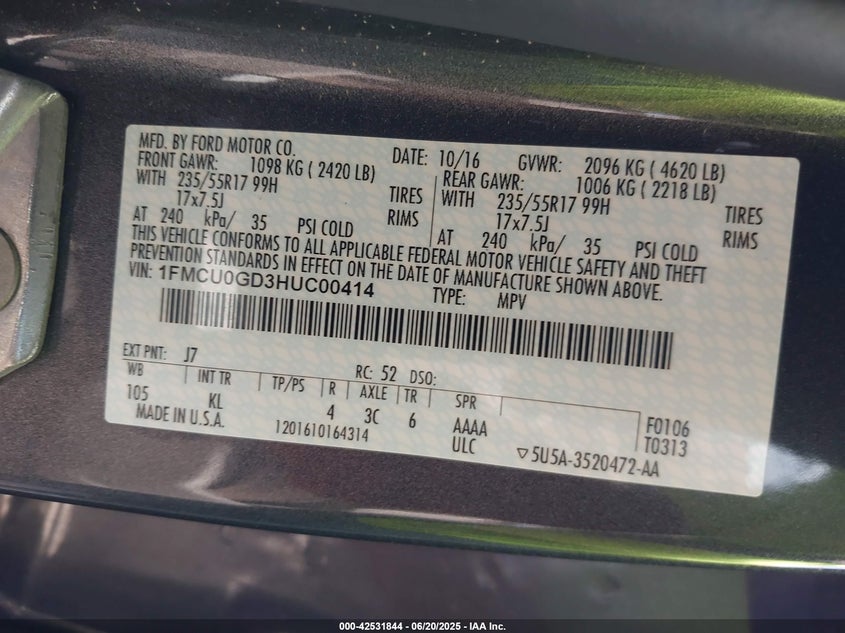 MFD. BY FORD MOTOR CO. DATE: 10/16 GVWR: 2096 KG ( 4620 LB)
FRONT GAWR: 1098 KG ( 2420 LB) REAR GAWR: 1006 KG ( 2218 LB)
WITH 235/55R17 99H TIRES WITH 235/55R17 99H TIRES
17x7.5J RIMS 17x7.5J RIMS
AT 240 kPa/ 35 PSI COLD AT 240 kPa/ 35 PSI COLD
THIS VEHICLE CONFORMS TO ALL APPLICABLE FEDERAL MOTOR VEHICLE SAFETY AND THEFT
PREVENTION STANDARDS IN EFFECT ON THE DATE OF MANUFACTURE SHOWN ABOVE.
VIN: 1FMCU0GD3HUC00414 TYPE: MPV
EXT PNT: J7 RC: 52 DSO:
WB INT TR TP/PS R AXLE TR SPR
105 KL 4 3C 6 AAAA F0106
MADE IN U.S.A. 1201610164314 ULC T0313
▽5U5A-3520472-AA
000-42531844 / 06/20/2025 - IAA Inc.